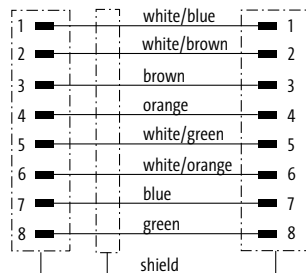 1 white/blue 1
2 white/brown 2
3 brown 3
4 orange 4
5 white/green 5
6 white/orange 6
7 blue 7
8 green 8
shield